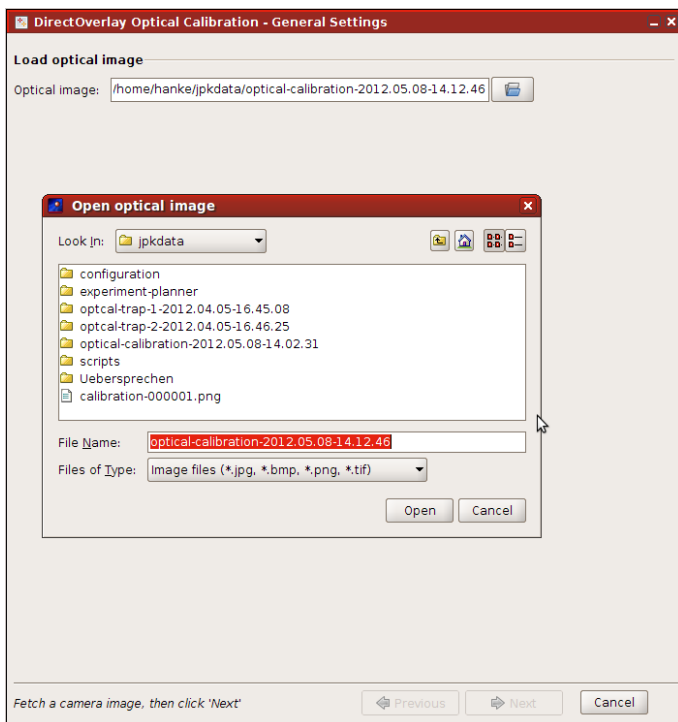 DirectOverlay Optical Calibration - General Settings
Load optical image
Optical image: /home/hanke/jpkdata/optical-calibration-2012.05.08-14.12.46
Open optical image
Look In: jpkdata
configuration
experiment-planner
optcal-trap-1-2012.04.05-16.45.08
optcal-trap-2-2012.04.05-16.46.25
optical-calibration-2012.05.08-14.02.31
scripts
Uebersprechen
calibration-000001.png
File Name: optical-calibration-2012.05.08-14.12.46
Files of Type: Image files (*.jpg, *.bmp, *.png, *.tif)
Open Cancel
Fetch a camera image, then click 'Next' Previous Next Cancel